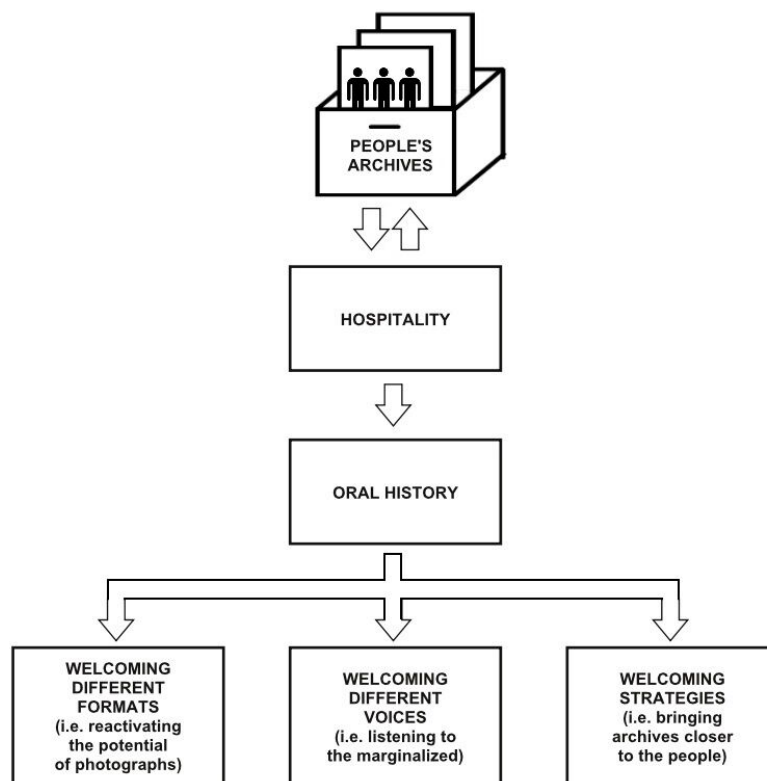 PEOPLE'S
ARCHIVES
HOSPITALITY
ORAL HISTORY
WELCOMING
DIFFERENT
FORMATS
(i.e. reactivating
the potential
of photographs)
WELCOMING
DIFFERENT
VOICES
(i.e. listening to
the marginalized)
WELCOMING
STRATEGIES
(i.e. bringing
archives closer
to the people)